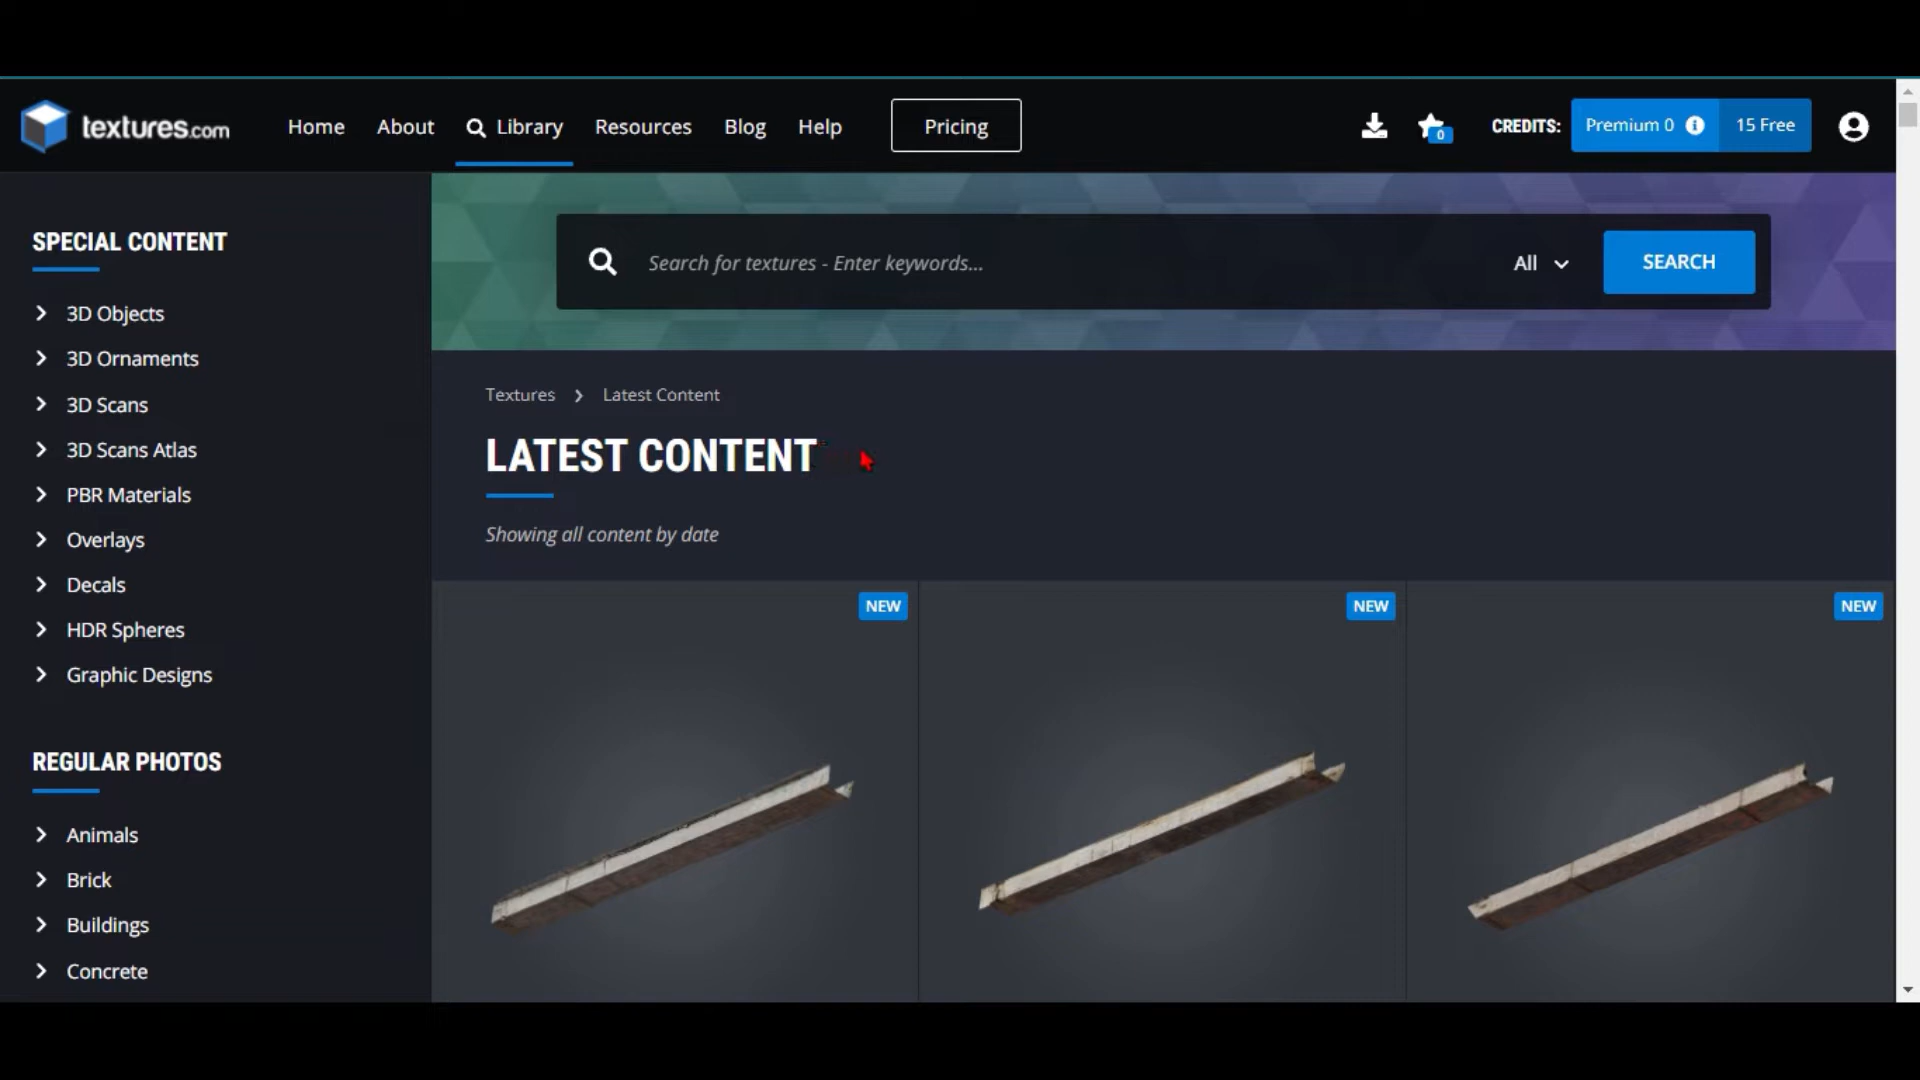 textures.com
Home About Library Resources Blog Help Pricing
0
CREDITS: Premium 0 15 Free
SPECIAL CONTENT
3D Objects
3D Ornaments
3D Scans
3D Scans Atlas
PBR Materials
Overlays
Decals
HDR Spheres
Graphic Designs
REGULAR PHOTOS
Animals
Brick
Buildings
Concrete
Search for textures - Enter keywords... All SEARCH
Textures Latest Content
LATEST CONTENT
Showing all content by date
NEW NEW NEW